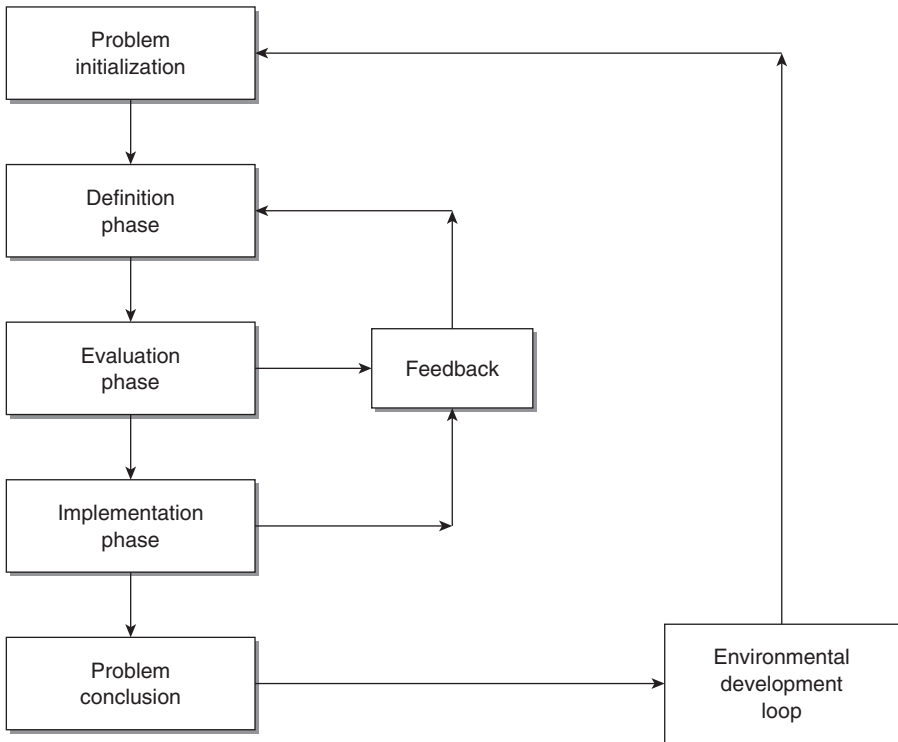 Problem
initialization
Definition
phase
Evaluation
phase
Feedback
Implementation
phase
Problem
conclusion
Environmental
development
loop